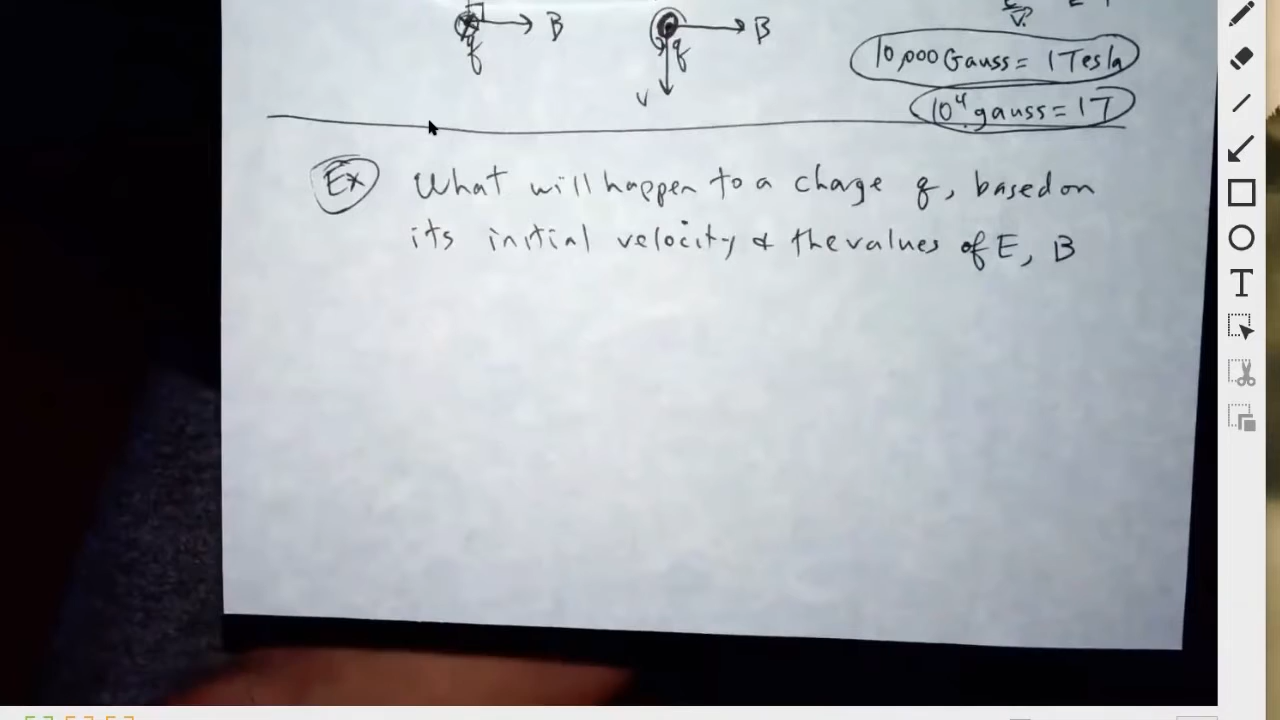 B
B
q
q
v
10,000 Gauss = 1 Tesla
10⁴ gauss = 1T
Ex What will happen to a charge q, based on
its initial velocity & the values of E, B
T